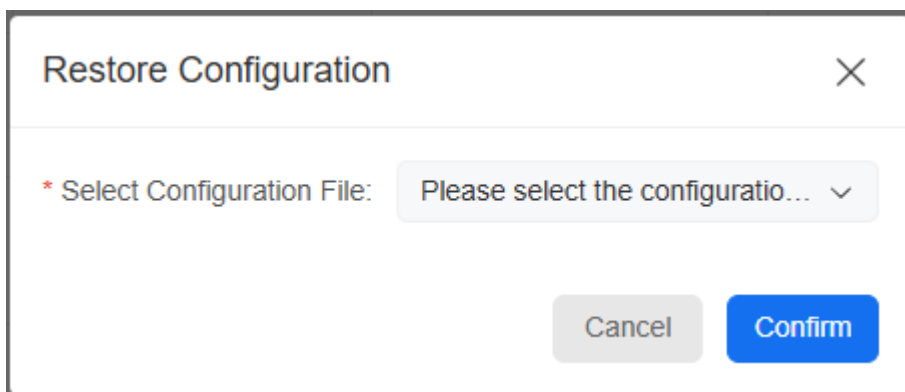 Restore Configuration
* Select Configuration File: Please select the configuratio...
Cancel Confirm